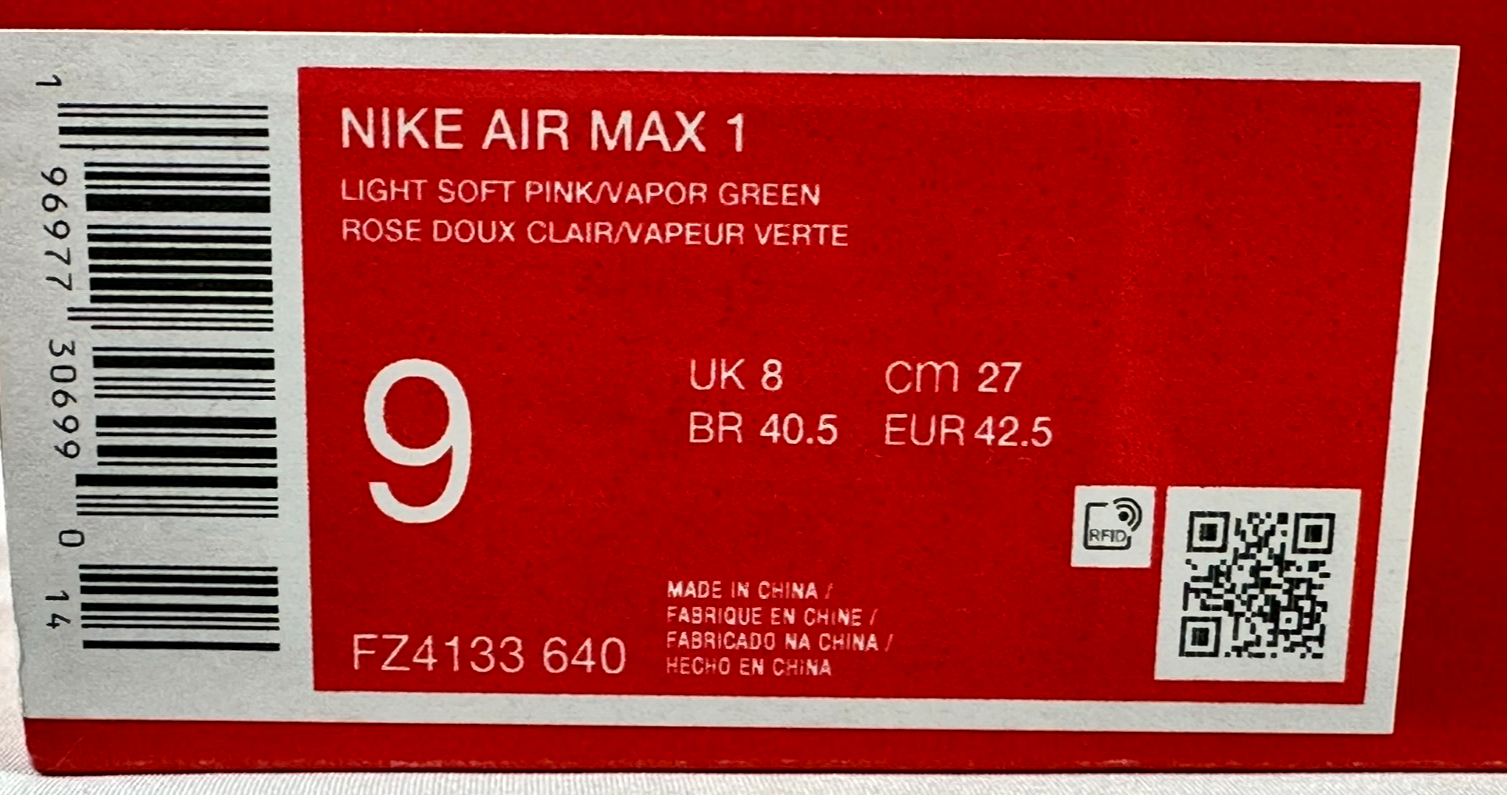 1 96977 30699 0 14
NIKE AIR MAX 1
LIGHT SOFT PINK/VAPOR GREEN
ROSE DOUX CLAIR/VAPEUR VERTE
9
UK 8 cm 27
BR 40.5 EUR 42.5
RFID
FZ4133 640
MADE IN CHINA /
FABRIQUE EN CHINE /
FABRICADO NA CHINA /
HECHO EN CHINA